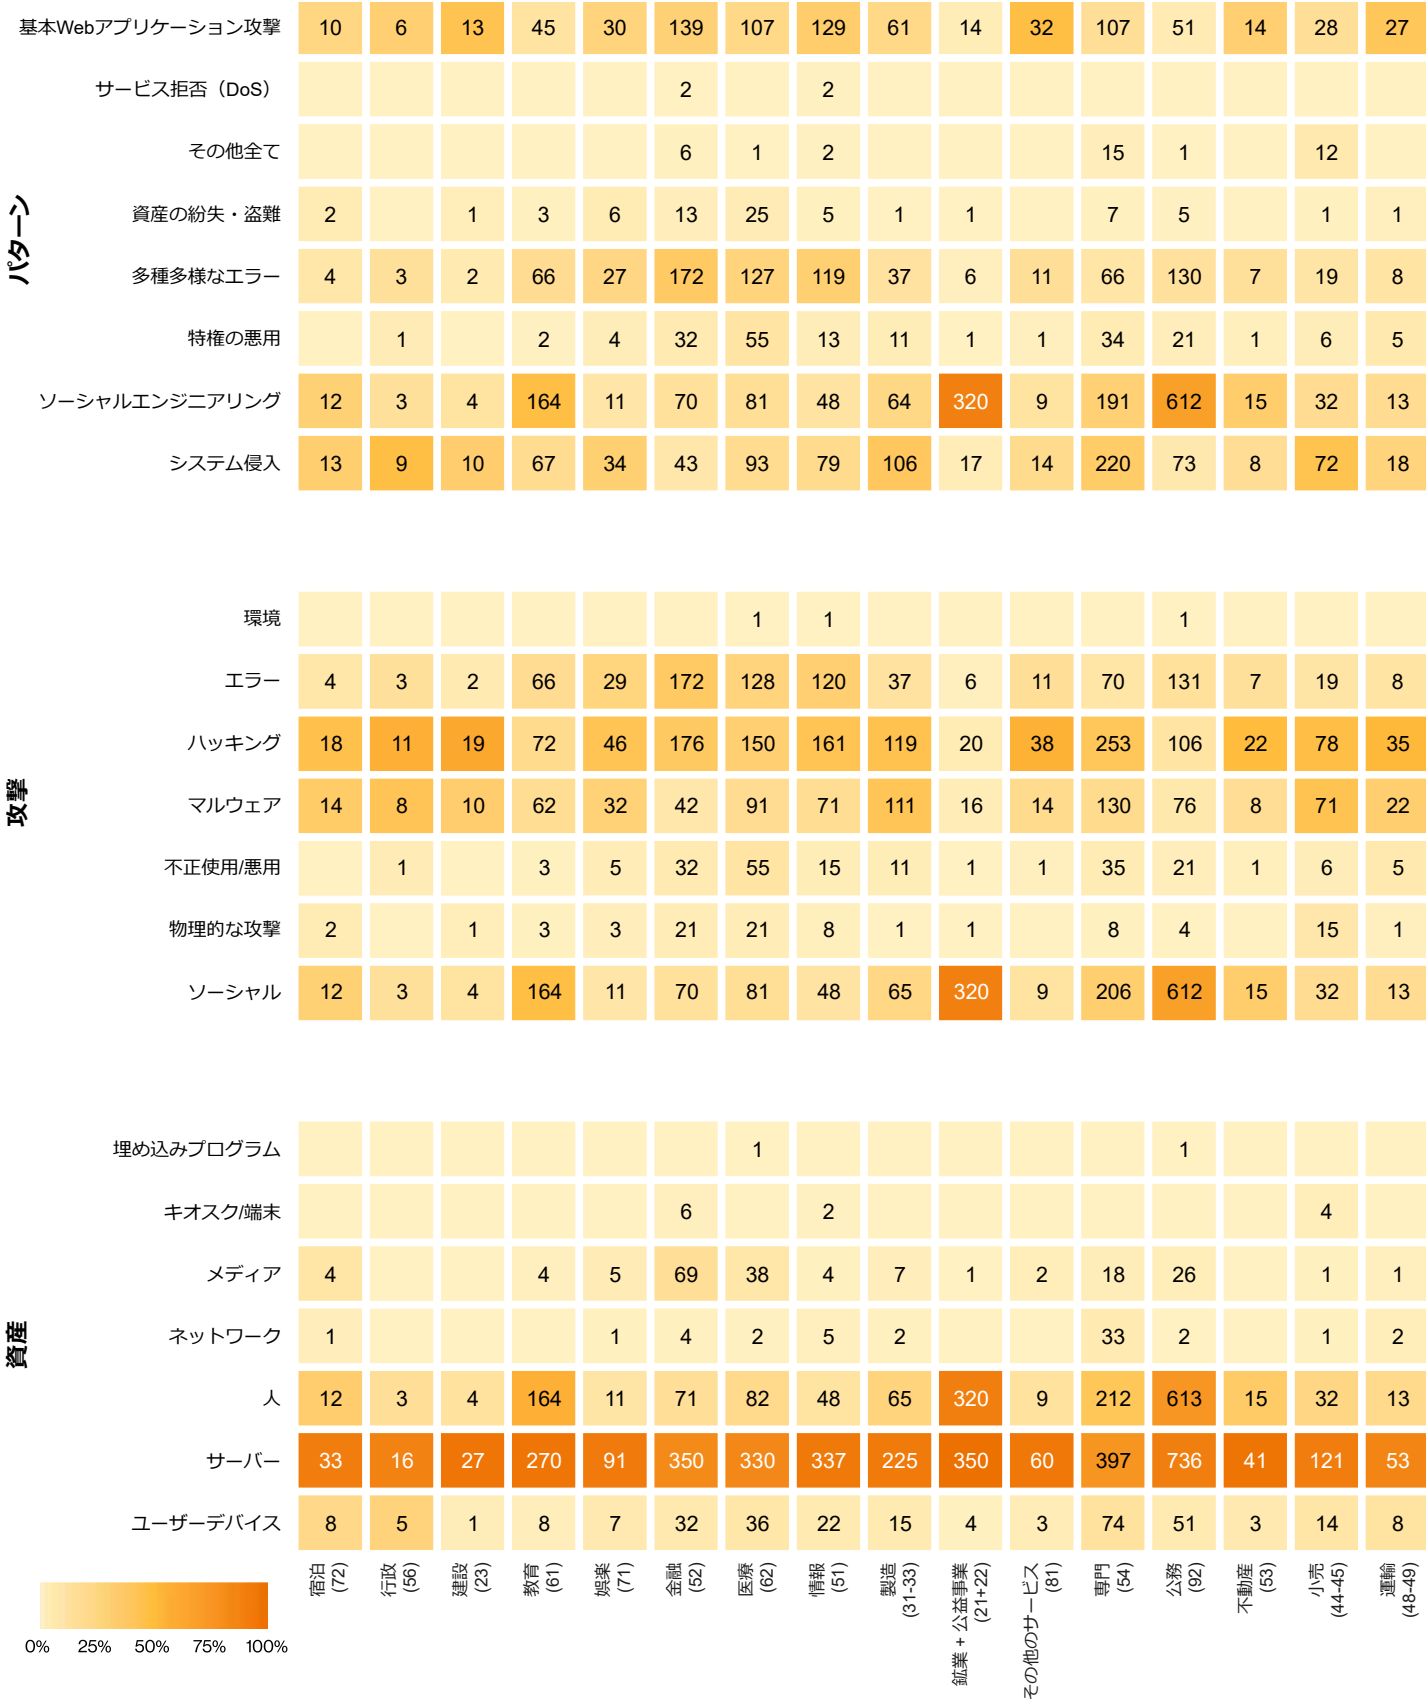 パターン
基本Webアプリケーション攻撃 10 6 13 45 30 139 107 129 61 14 32 107 51 14 28 27
サービス拒否（DoS） 2 2
その他全て 6 1 2 15 1 12
資産の紛失・盗難 2 1 3 6 13 25 5 1 1 7 5 1 1
多種多様なエラー 4 3 2 66 27 172 127 119 37 6 11 66 130 7 19 8
特権の悪用 1 2 4 32 55 13 11 1 1 34 21 1 6 5
ソーシャルエンジニアリング 12 3 4 164 11 70 81 48 64 320 9 191 612 15 32 13
システム侵入 13 9 10 67 34 43 93 79 106 17 14 220 73 8 72 18
攻撃
環境 1 1 1
エラー 4 3 2 66 29 172 128 120 37 6 11 70 131 7 19 8
ハッキング 18 11 19 72 46 176 150 161 119 20 38 253 106 22 78 35
マルウェア 14 8 10 62 32 42 91 71 111 16 14 130 76 8 71 22
不正使用/悪用 1 3 5 32 55 15 11 1 1 35 21 1 6 5
物理的な攻撃 2 1 3 3 21 21 8 1 1 8 4 15 1
ソーシャル 12 3 4 164 11 70 81 48 65 320 9 206 612 15 32 13
資産
埋め込みプログラム 1 1
キオスク/端末 6 2 4
メディア 4 4 5 69 38 4 7 1 2 18 26 1 1
ネットワーク 1 1 4 2 5 2 33 2 1 2
人 12 3 4 164 11 71 82 48 65 320 9 212 613 15 32 13
サーバー 33 16 27 270 91 350 330 337 225 350 60 397 736 41 121 53
ユーザーデバイス 8 5 1 8 7 32 36 22 15 4 3 74 51 3 14 8
宿泊
(72)
行政
(56)
建設
(23)
教育
(61)
娯楽
(71)
金融
(52)
医療
(62)
情報
(51)
製造
(31-33)
鉱業 + 公益事業
(21+22)
その他のサービス
(81)
専門
(54)
公務
(92)
不動産
(53)
小売
(44-45)
運輸
(48-49)
0% 25% 50% 75% 100%